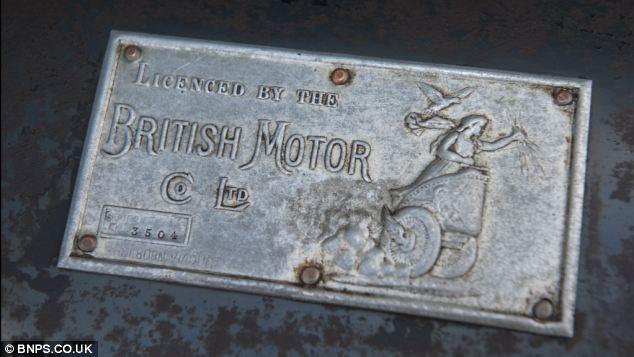 LICENCED BY THE
BRITISH MOTOR
CO LTD
3504
© BNPS.CO.UK